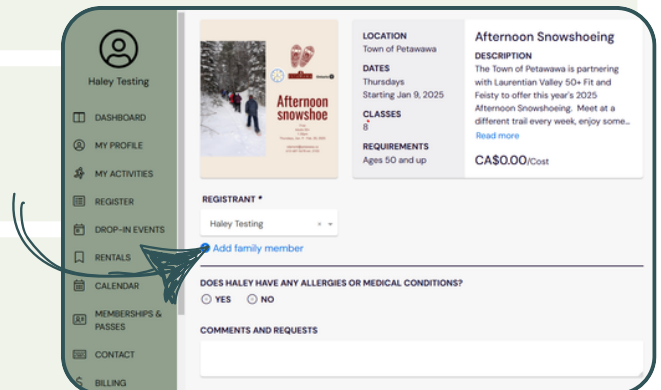 Haley Testing
DASHBOARD
MY PROFILE
MY ACTIVITIES
REGISTER
DROP-IN EVENTS
RENTALS
CALENDAR
MEMBERSHIPS &
PASSES
CONTACT
BILLING
Afternoon
snowshoe
LOCATION
Town of Petawawa
DATES
Thursdays
Starting Jan 9, 2025
CLASSES
8
REQUIREMENTS
Ages 50 and up
Afternoon Snowshoeing
DESCRIPTION
The Town of Petawawa is partnering
with Laurentian Valley 50+ Fit and
Feisty to offer this year's 2025
Afternoon Snowshoeing. Meet at a
different trail every week, enjoy some...
Read more
CA$0.00/Cost
REGISTRANT *
Haley Testing
Add family member
DOES HALEY HAVE ANY ALLERGIES OR MEDICAL CONDITIONS?
YES NO
COMMENTS AND REQUESTS